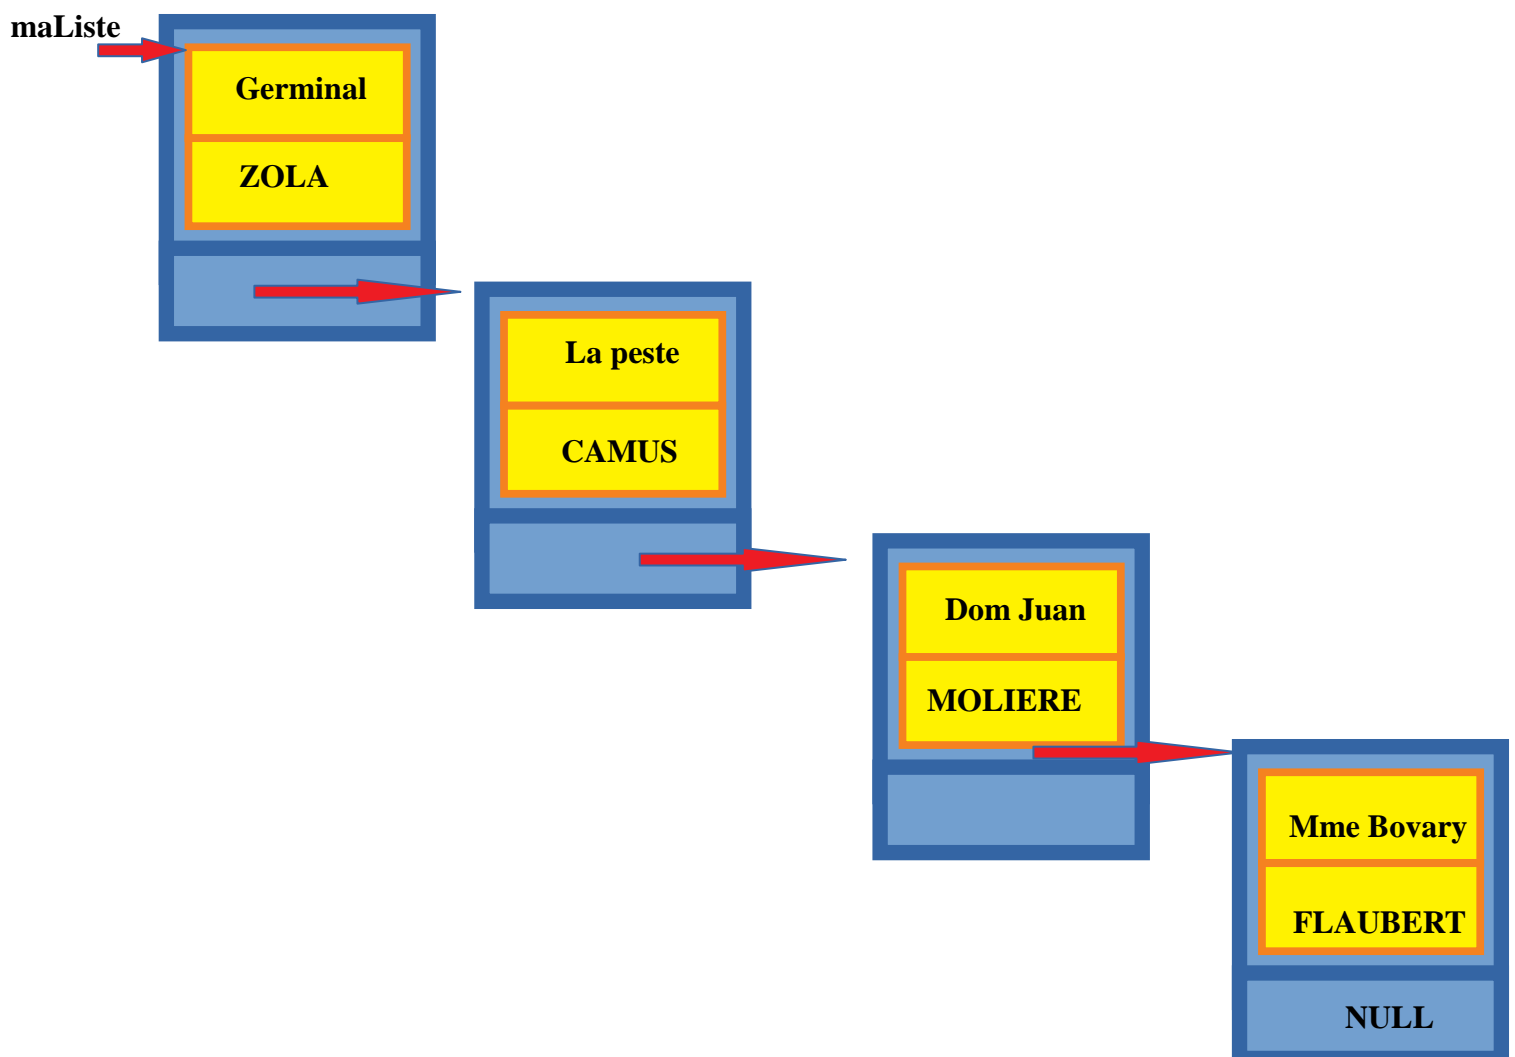 maListe
Germinal
ZOLA
La peste
CAMUS
Dom Juan
MOLIERE
Mme Bovary
FLAUBERT
NULL